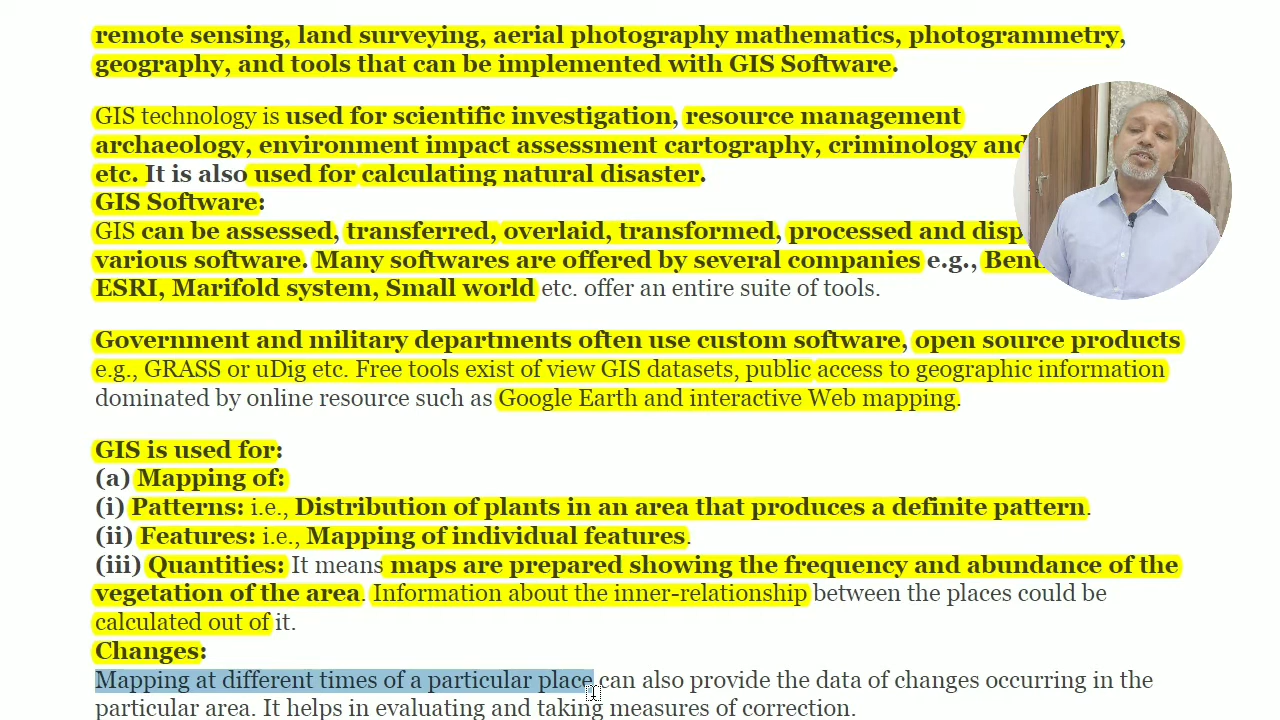 remote sensing, land surveying, aerial photography mathematics, photogrammetry,
geography, and tools that can be implemented with GIS Software.
GIS technology is used for scientific investigation, resource management
archaeology, environment impact assessment cartography, criminology and
etc. It is also used for calculating natural disaster.
GIS Software:
GIS can be assessed, transferred, overlaid, transformed, processed and
various software. Many softwares are offered by several companies e.g.,
ESRI, Marifold system, Small world etc. offer an entire suite of tools.
Government and military departments often use custom software, open source products
e.g., GRASS or uDig etc. Free tools exist of view GIS datasets, public access to geographic information
dominated by online resource such as Google Earth and interactive Web mapping.
GIS is used for:
(a) Mapping of:
(i) Patterns: i.e., Distribution of plants in an area that produces a definite pattern.
(ii) Features: i.e., Mapping of individual features.
(iii) Quantities: It means maps are prepared showing the frequency and abundance of the
vegetation of the area. Information about the inner-relationship between the places could be
calculated out of it.
Changes:
Mapping at different times of a particular place can also provide the data of changes occurring in the
particular area. It helps in evaluating and taking measures of correction.